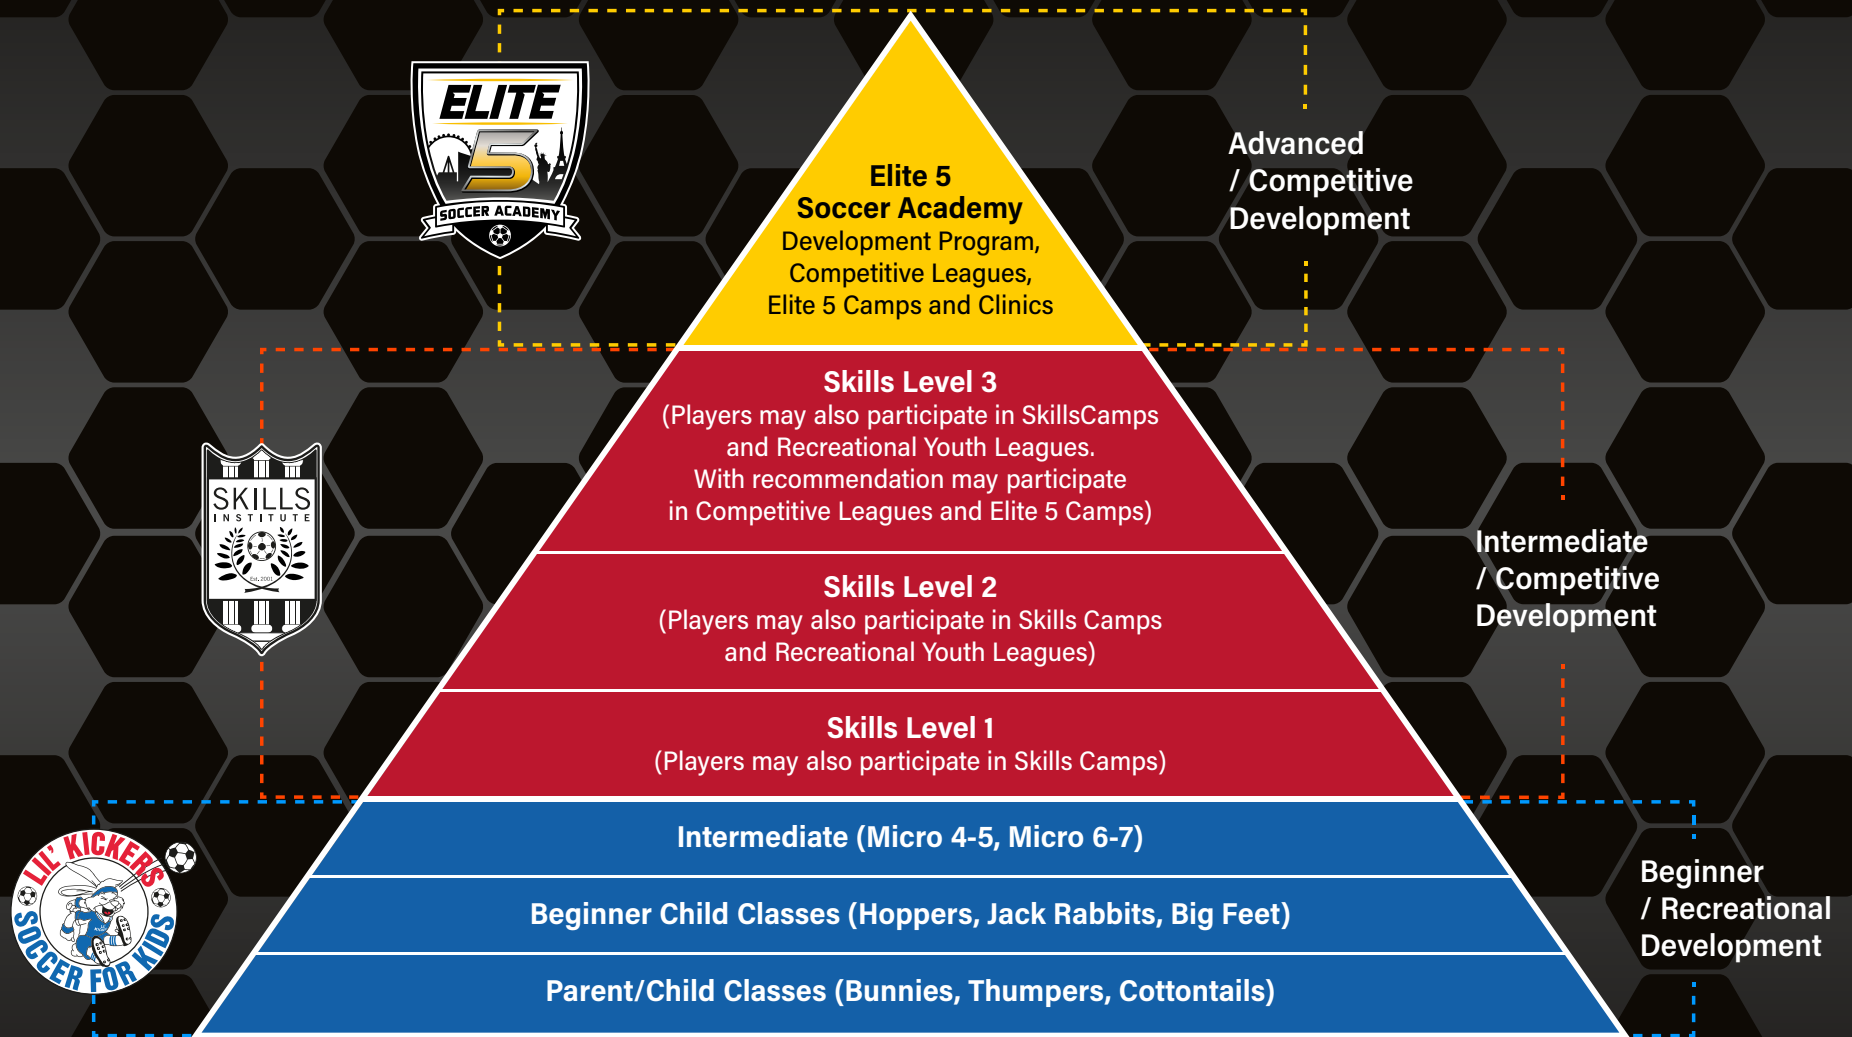 ELITE
5
SOCCER ACADEMY
Elite 5
Soccer Academy
Development Program,
Competitive Leagues,
Elite 5 Camps and Clinics
Advanced
/ Competitive
Development
Skills Level 3
(Players may also participate in SkillsCamps
and Recreational Youth Leagues.
With recommendation may participate
in Competitive Leagues and Elite 5 Camps)
SKILLS
INSTITUTE
Est. 2001
Skills Level 2
(Players may also participate in Skills Camps
and Recreational Youth Leagues)
Intermediate
/ Competitive
Development
Skills Level 1
(Players may also participate in Skills Camps)
LIL' KICKERS
SOCCER FOR KIDS
Intermediate (Micro 4-5, Micro 6-7)
Beginner Child Classes (Hoppers, Jack Rabbits, Big Feet)
Parent/Child Classes (Bunnies, Thumpers, Cottontails)
Beginner
/ Recreational
Development